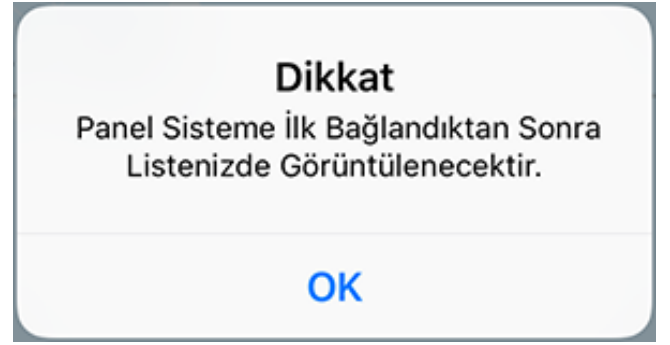 Dikkat
Panel Sisteme İlk Bağlandıktan Sonra
Listenizde Görüntülenecektir.
OK